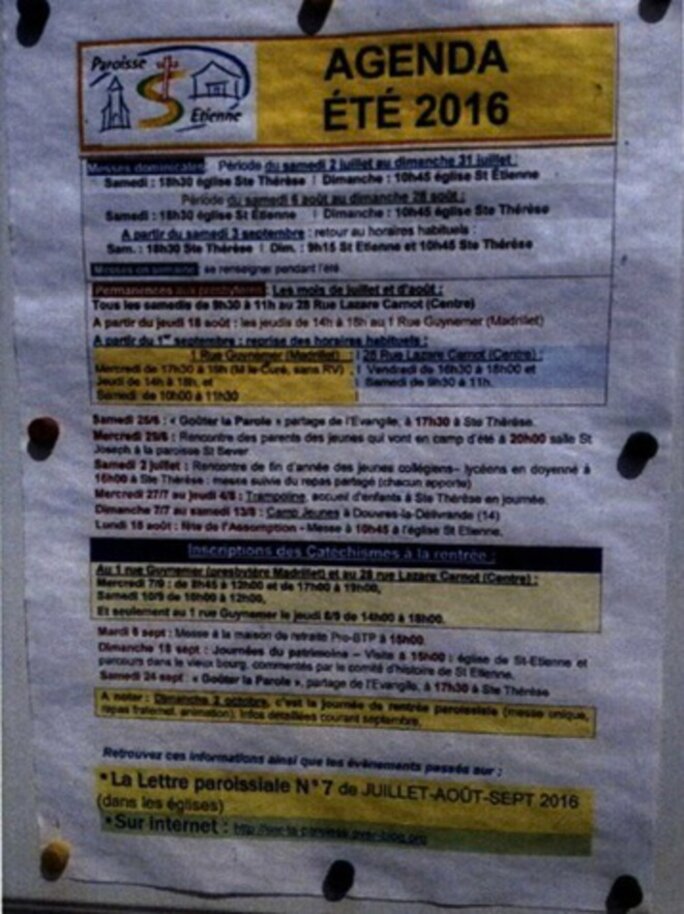 Paroisse
St Etienne
AGENDA
ÉTÉ 2016
Messes dominicales : Période du samedi 2 juillet au dimanche 31 juillet :
Samedi : 18h30 église Ste Thérèse | Dimanche : 10h45 église St Étienne
Période du samedi 6 août au dimanche 28 août :
Samedi : 18h30 église St Étienne | Dimanche : 10h45 église Ste Thérèse
A partir du samedi 3 septembre : retour au horaires habituels :
Sam. : 18h30 Ste Thérèse | Dim. : 9h15 St Etienne et 10h45 Ste Thérèse
Messes en semaine : se renseigner pendant l'été
Permanences aux presbytères : Les mois de juillet et d'août :
Tous les samedis de 9h30 à 11h au 28 Rue Lazare Carnot (Centre)
A partir du jeudi 18 août : les jeudis de 14h à 18h au 1 Rue Guynemer (Madrillet)
A partir du 1er septembre : reprise des horaires habituels :
1 Rue Guynemer (Madrillet) : | 28 Rue Lazare Carnot (Centre) :
Mercredi de 17h30 à 19h (M le Curé, sans RV) | Vendredi de 16h30 à 18h00 et
Jeudi de 14h à 18h, et | Samedi de 9h30 à 11h.
Samedi de 10h00 à 11h30
Samedi 25/6 : « Goûter la Parole » partage de l'Evangile, à 17h30 à Ste Thérèse.
Mercredi 29/6 : Rencontre des parents des jeunes qui vont en camp d'été à 20h00 salle St
Joseph à la paroisse St Sever
Samedi 2 juillet : Rencontre de fin d'année des jeunes collégiens– lycéens en doyenné à
16h00 à Ste Thérèse : messe suivie du repas partagé (chacun apporte)
Mercredi 27/7 au jeudi 4/8 : Trampoline, accueil d'enfants à Ste Thérèse en journée.
Dimanche 7/7 au samedi 13/8 : Camp Jeunes à Douvres-la-Délivrande (14)
Lundi 15 août : fête de l'Assomption - Messe à 10h45 à l'église St Etienne.
Inscriptions des Catéchismes à la rentrée :
Au 1 rue Guynemer (presbytère Madrillet) et au 28 rue Lazare Carnot (Centre) :
Mercredi 7/9 : de 8h45 à 12h00 et de 17h00 à 19h00,
Samedi 10/9 de 10h00 à 12h00,
Et seulement au 1 rue Guynemer le jeudi 8/9 de 14h00 à 18h00.
Mardi 6 sept : Messe à la maison de retraite Pro-BTP à 15h00
Dimanche 18 sept : Journées du patrimoine – Visite à 15h00 : église de St-Etienne et
parcours dans le vieux bourg, commentés par le comité d'histoire de St Etienne.
Samedi 24 sept : « Goûter la Parole », partage de l'Evangile, à 17h30 à Ste Thérèse
A noter : Dimanche 2 octobre, c'est la journée de rentrée paroissiale (messe unique,
repas fraternel, animation). Infos détaillées courant septembre.
Retrouvez ces informations ainsi que les évènements passés sur :
•La Lettre paroissiale N°7 de JUILLET-AOÛT-SEPT 2016
(dans les églises)
•Sur internet :